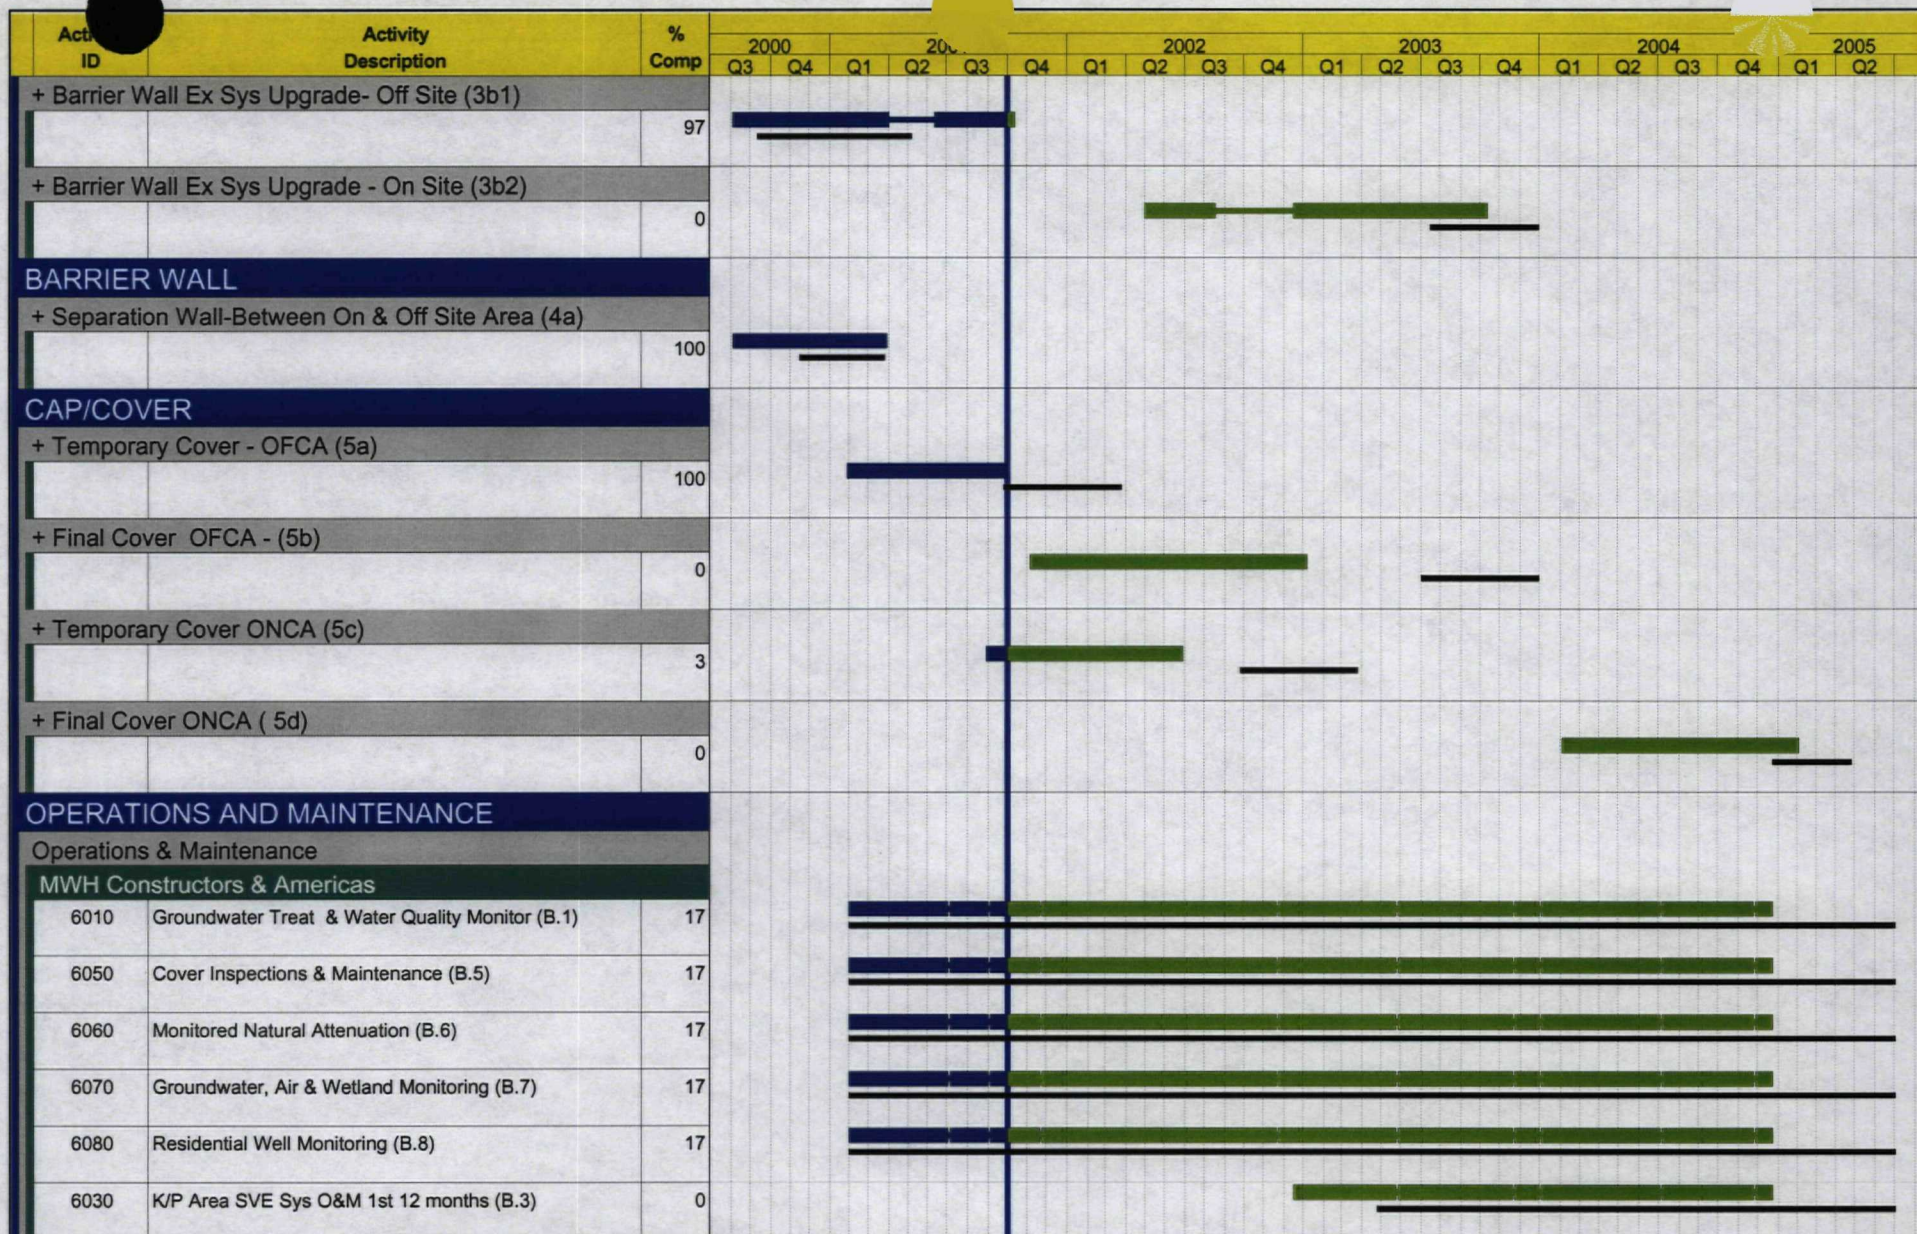 Activity % 2000 2002 2003 2004 2005
ID Description Comp Q3 Q4 Q1 Q2 Q3 Q4 Q1 Q2 Q3 Q4 Q1 Q2 Q3 Q4 Q1 Q2 Q3 Q4 Q1 Q2
+ Barrier Wall Ex Sys Upgrade- Off Site (3b1)
97
+ Barrier Wall Ex Sys Upgrade - On Site (3b2)
0
BARRIER WALL
+ Separation Wall-Between On & Off Site Area (4a)
100
CAP/COVER
+ Temporary Cover - OFCA (5a)
100
+ Final Cover OFCA - (5b)
0
+ Temporary Cover ONCA (5c)
3
+ Final Cover ONCA ( 5d)
0
OPERATIONS AND MAINTENANCE
Operations & Maintenance
MWH Constructors & Americas
6010 Groundwater Treat & Water Quality Monitor (B.1) 17
6050 Cover Inspections & Maintenance (B.5) 17
6060 Monitored Natural Attenuation (B.6) 17
6070 Groundwater, Air & Wetland Monitoring (B.7) 17
6080 Residential Well Monitoring (B.8) 17
6030 K/P Area SVE Sys O&M 1st 12 months (B.3) 0